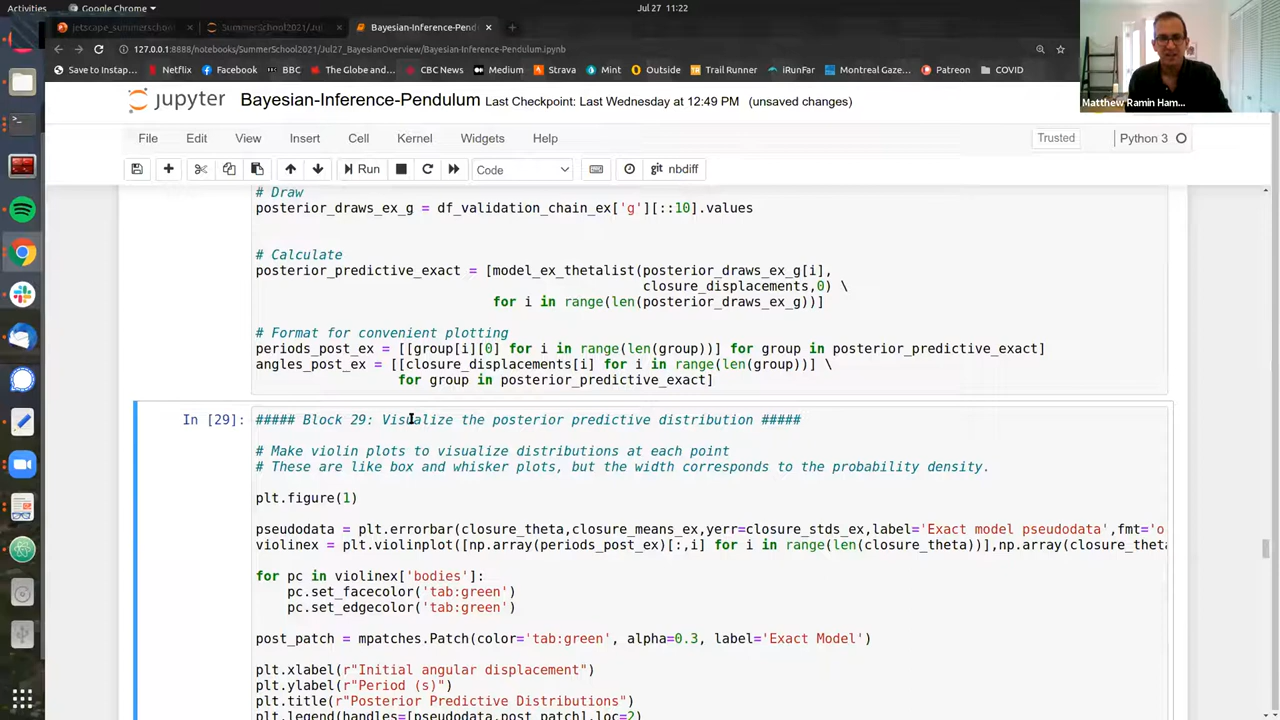 Activities
Google Chrome
Jul 27 11:22
jetscape_summerschool
SummerSchool2021/Jul
Bayesian-Inference-Pend
127.0.0.1:8888/notebooks/SummerSchool2021/Jul27_BayesianOverview/Bayesian-Inference-Pendulum.ipynb
Save to Instap... Netflix Facebook BBC The Globe and... CBC News Medium Strava Mint Outside Trail Runner iRunFar Montreal Gaze... Patreon COVID
Matthew Ramin Ham...
jupyter Bayesian-Inference-Pendulum Last Checkpoint: Last Wednesday at 12:49 PM (unsaved changes)
File Edit View Insert Cell Kernel Widgets Help Trusted Python 3
Run Code git nbdiff
# Draw
posterior_draws_ex_g = df_validation_chain_ex['g'][::10].values
# Calculate
posterior_predictive_exact = [model_ex_thetalist(posterior_draws_ex_g[i],
closure_displacements,0) \
for i in range(len(posterior_draws_ex_g))]
# Format for convenient plotting
periods_post_ex = [[group[i][0] for i in range(len(group))] for group in posterior_predictive_exact]
angles_post_ex = [[closure_displacements[i] for i in range(len(group))] \
for group in posterior_predictive_exact]
In [29]: ##### Block 29: Visualize the posterior predictive distribution #####
# Make violin plots to visualize distributions at each point
# These are like box and whisker plots, but the width corresponds to the probability density.
plt.figure(1)
pseudodata = plt.errorbar(closure_theta,closure_means_ex,yerr=closure_stds_ex,label='Exact model pseudodata',fmt='o
violinex = plt.violinplot([np.array(periods_post_ex)[:,i] for i in range(len(closure_theta))],np.array(closure_theta
for pc in violinex['bodies']:
pc.set_facecolor('tab:green')
pc.set_edgecolor('tab:green')
post_patch = mpatches.Patch(color='tab:green', alpha=0.3, label='Exact Model')
plt.xlabel(r"Initial angular displacement")
plt.ylabel(r"Period (s)")
plt.title(r"Posterior Predictive Distributions")
plt.legend(handles=[pseudodata,post_patch],loc=2)